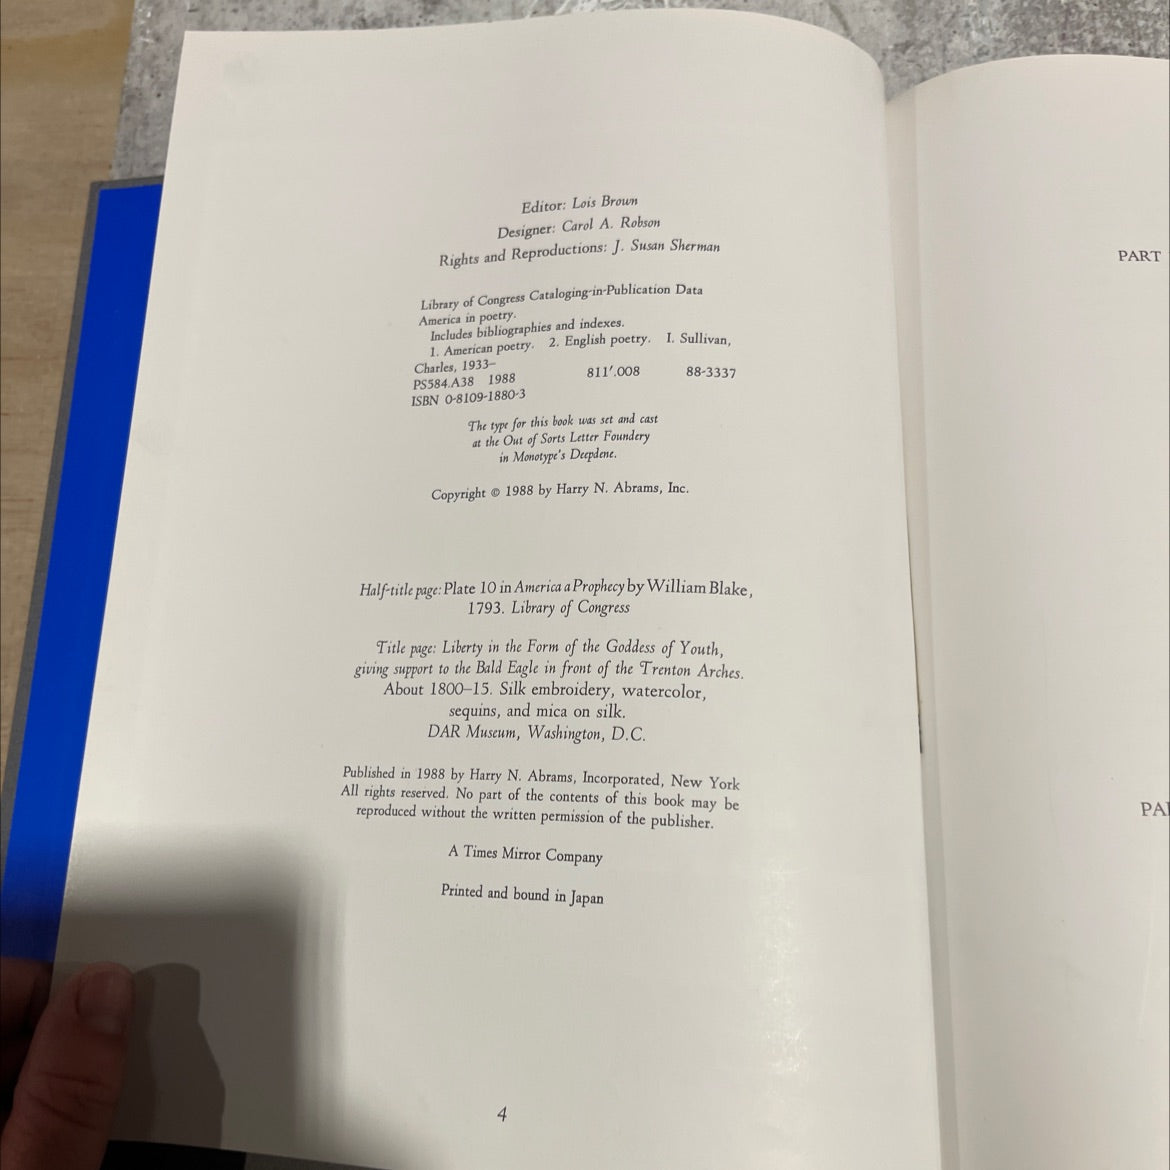 Editor: Lois Brown
Designer: Carol A. Robson
Rights and Reproductions: J. Susan Sherman
Library of Congress Cataloging-in-Publication Data
America in poetry.
Includes bibliographies and indexes.
1. American poetry. 2. English poetry. I. Sullivan,
Charles, 1933–
PS584.A38 1988 811′.008 88-3337
ISBN 0-8109-1880-3
The type for this book was set and cast
at the Out of Sorts Letter Foundery
in Monotype's Deepdene.
Copyright © 1988 by Harry N. Abrams, Inc.
Half-title page: Plate 10 in America a Prophecy by William Blake,
1793. Library of Congress
Title page: Liberty in the Form of the Goddess of Youth,
giving support to the Bald Eagle in front of the Trenton Arches.
About 1800–15. Silk embroidery, watercolor,
sequins, and mica on silk.
DAR Museum, Washington, D.C.
Published in 1988 by Harry N. Abrams, Incorporated, New York
All rights reserved. No part of the contents of this book may be
reproduced without the written permission of the publisher.
A Times Mirror Company
Printed and bound in Japan
4
PART